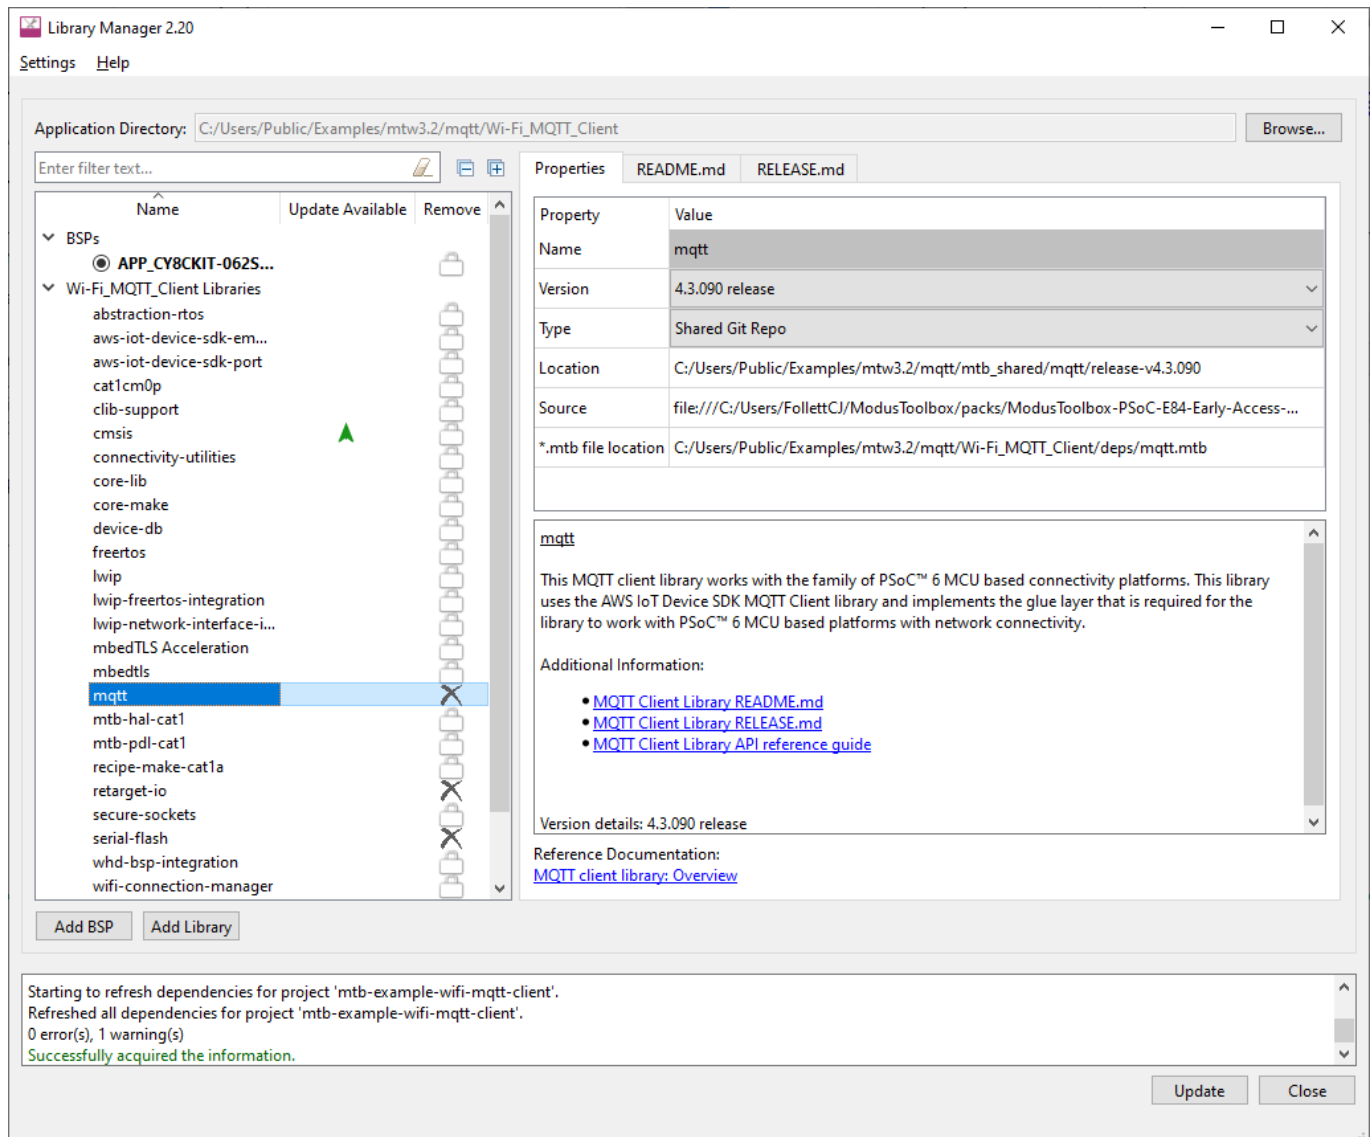 Library Manager 2.20
Settings Help
Application Directory: C:/Users/Public/Examples/mtw3.2/mqtt/Wi-Fi_MQTT_Client Browse...
Enter filter text...
Name Update Available Remove
BSPs
APP_CY8CKIT-062S...
Wi-Fi_MQTT_Client Libraries
abstraction-rtos
aws-iot-device-sdk-em...
aws-iot-device-sdk-port
cat1cm0p
clib-support
cmsis
connectivity-utilities
core-lib
core-make
device-db
freertos
lwip
lwip-freertos-integration
lwip-network-interface-i...
mbedTLS Acceleration
mbedtls
mqtt
mtb-hal-cat1
mtb-pdl-cat1
recipe-make-cat1a
retarget-io
secure-sockets
serial-flash
whd-bsp-integration
wifi-connection-manager
Add BSP Add Library
Properties README.md RELEASE.md
Property Value
Name mqtt
Version 4.3.090 release
Type Shared Git Repo
Location C:/Users/Public/Examples/mtw3.2/mqtt/mtb_shared/mqtt/release-v4.3.090
Source file:///C:/Users/FollettCJ/ModusToolbox/packs/ModusToolbox-PSoC-E84-Early-Access-...
*.mtb file location C:/Users/Public/Examples/mtw3.2/mqtt/Wi-Fi_MQTT_Client/deps/mqtt.mtb
mqtt
This MQTT client library works with the family of PSoC™ 6 MCU based connectivity platforms. This library
uses the AWS IoT Device SDK MQTT Client library and implements the glue layer that is required for the
library to work with PSoC™ 6 MCU based platforms with network connectivity.
Additional Information:
• MQTT Client Library README.md
• MQTT Client Library RELEASE.md
• MQTT Client Library API reference guide
Version details: 4.3.090 release
Reference Documentation:
MQTT client library: Overview
Starting to refresh dependencies for project 'mtb-example-wifi-mqtt-client'.
Refreshed all dependencies for project 'mtb-example-wifi-mqtt-client'.
0 error(s), 1 warning(s)
Successfully acquired the information.
Update Close